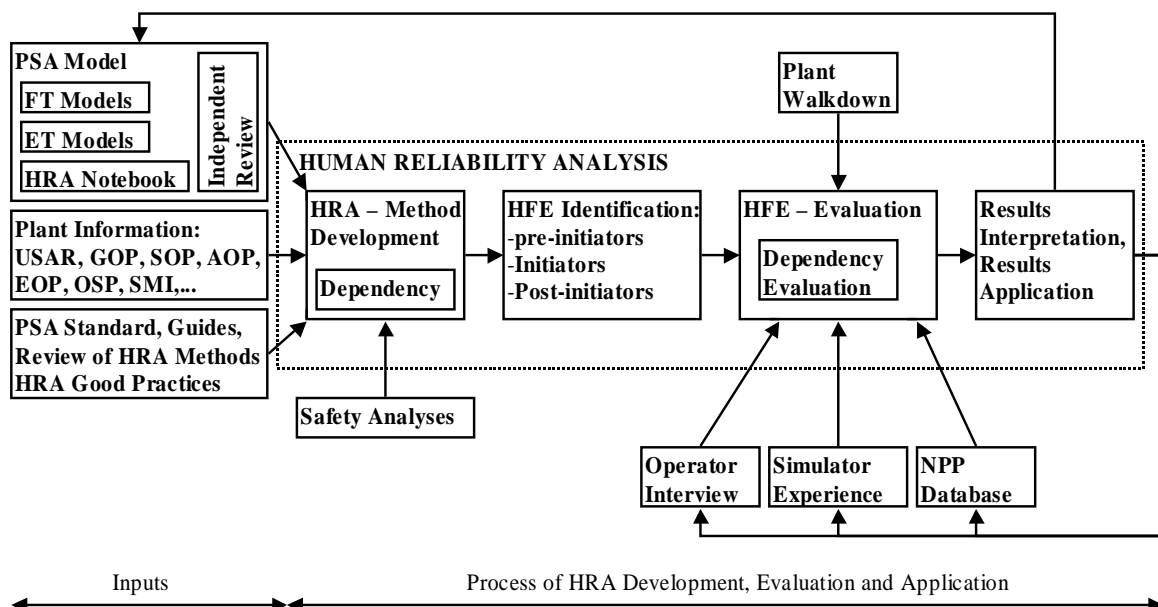 PSA Model
FT Models
ET Models
HRA Notebook
Independent
Review
Plant Information:
USAR, GOP, SOP, AOP,
EOP, OSP, SMI,...
PSA Standard, Guides,
Review of HRA Methods
HRA Good Practices
HUMAN RELIABILITY ANALYSIS
HRA – Method
Development
Dependency
Safety Analyses
HFE Identification:
-pre-initiators
-Initiators
-Post-initiators
Plant
Walkdown
HFE – Evaluation
Dependency
Evaluation
Results
Interpretation,
Results
Application
Operator
Interview
Simulator
Experience
NPP
Database
Inputs
Process of HRA Development, Evaluation and Application